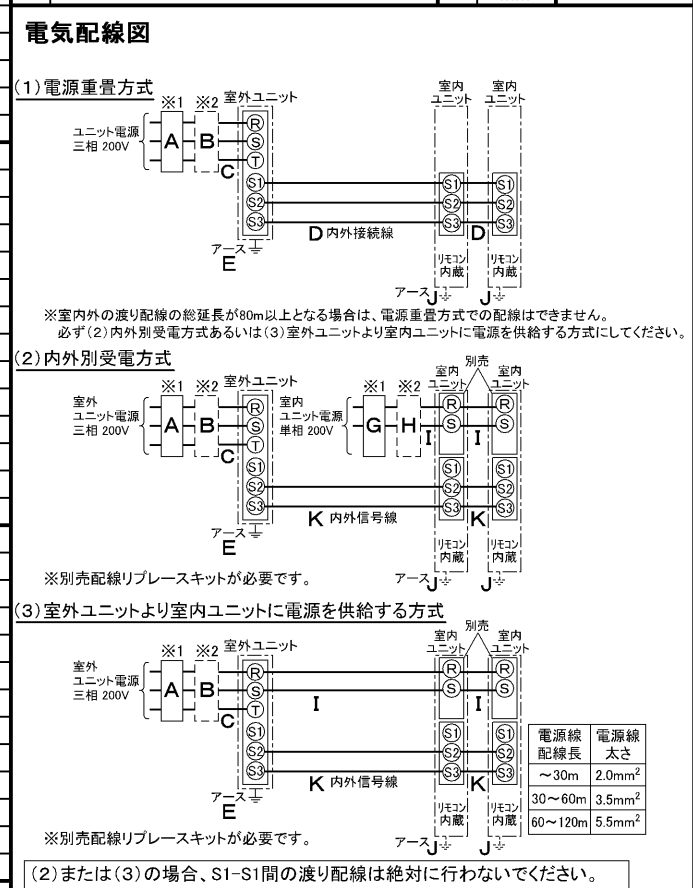 電気配線図
(1)電源重畳方式
※1 ※2 室外ユニット
室内ユニット 室内ユニット
ユニット電源
三相 200V
A B C
R
S
T
S1 S1 S1
S2 S2 S2
S3 S3 S3
D 内外接続線 D
アース
E
リモコン内蔵 リモコン内蔵
アース J J
※室内外の渡り配線の総延長が80m以上となる場合は、電源重畳方式での配線はできません。
必ず(2)内外別受電方式あるいは(3)室外ユニットより室内ユニットに電源を供給する方式にしてください。
(2)内外別受電方式
別売
※1 ※2 室外ユニット ※1 ※2 室内ユニット 室内ユニット
室外
ユニット電源
三相 200V
室内
ユニット電源
単相 200V
A B C G H I I
R R R
S S S
T
S1 S1 S1
S2 S2 S2
S3 S3 S3
K 内外信号線 K
アース
E
リモコン内蔵 リモコン内蔵
※別売配線リプレースキットが必要です。
アース J J
(3)室外ユニットより室内ユニットに電源を供給する方式
別売
※1 ※2 室外ユニット 室内ユニット 室内ユニット
室外
ユニット電源
三相 200V
A B C I I
R R R
S S S
T
S1 S1 S1
S2 S2 S2
S3 S3 S3
K 内外信号線 K
アース
E
リモコン内蔵 リモコン内蔵
※別売配線リプレースキットが必要です。
アース J J
電源線配線長 電源線太さ
～30m 2.0mm²
30～60m 3.5mm²
60～120m 5.5mm²
(2)または(3)の場合、S1-S1間の渡り配線は絶対に行わないでください。